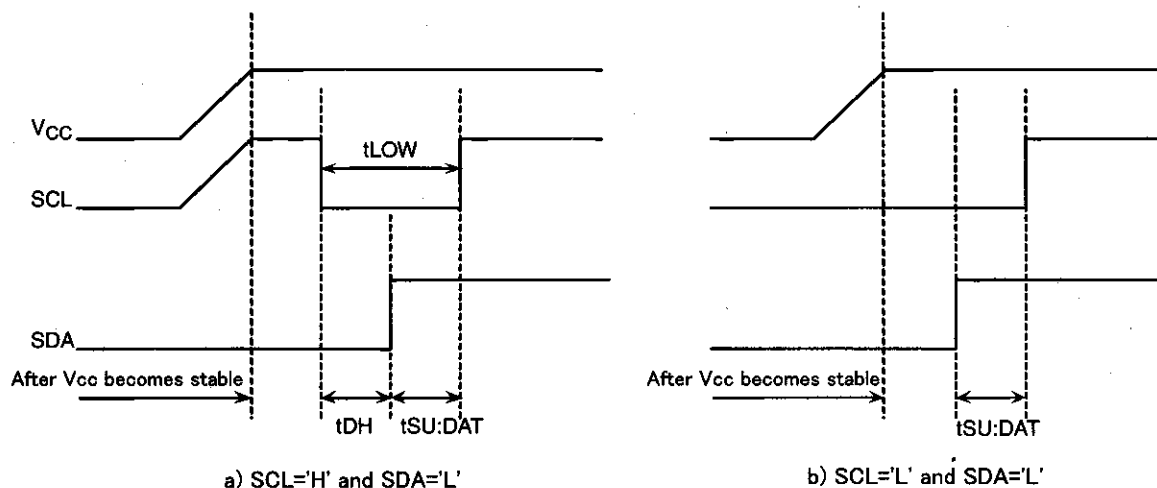 VCC
SCL
tLOW
SDA
After Vcc becomes stable
tDH
tSU:DAT
a) SCL='H' and SDA='L'
After Vcc becomes stable
tSU:DAT
b) SCL='L' and SDA='L'